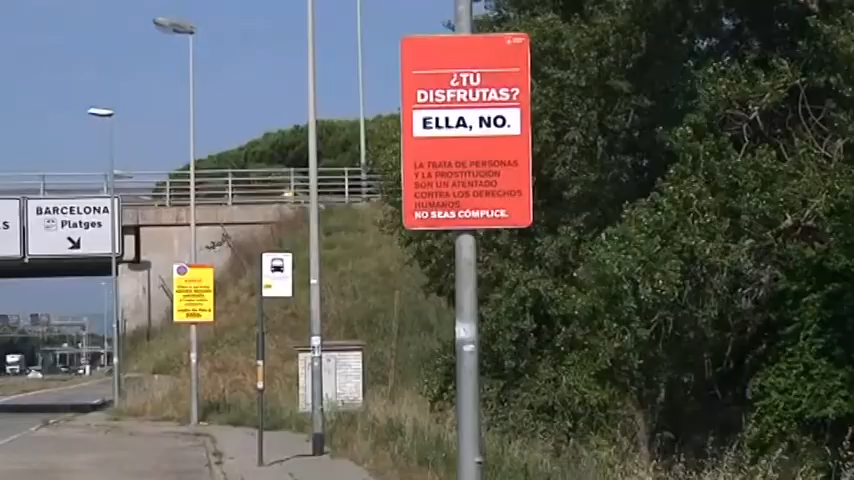 ¿TÚ
DISFRUTAS?
ELLA, NO.
LA TRATA DE PERSONAS
Y LA PROSTITUCIÓN
SON UN ATENTADO
CONTRA LOS DERECHOS
HUMANOS
NO SEAS CÓMPLICE.
BARCELONA
Platges